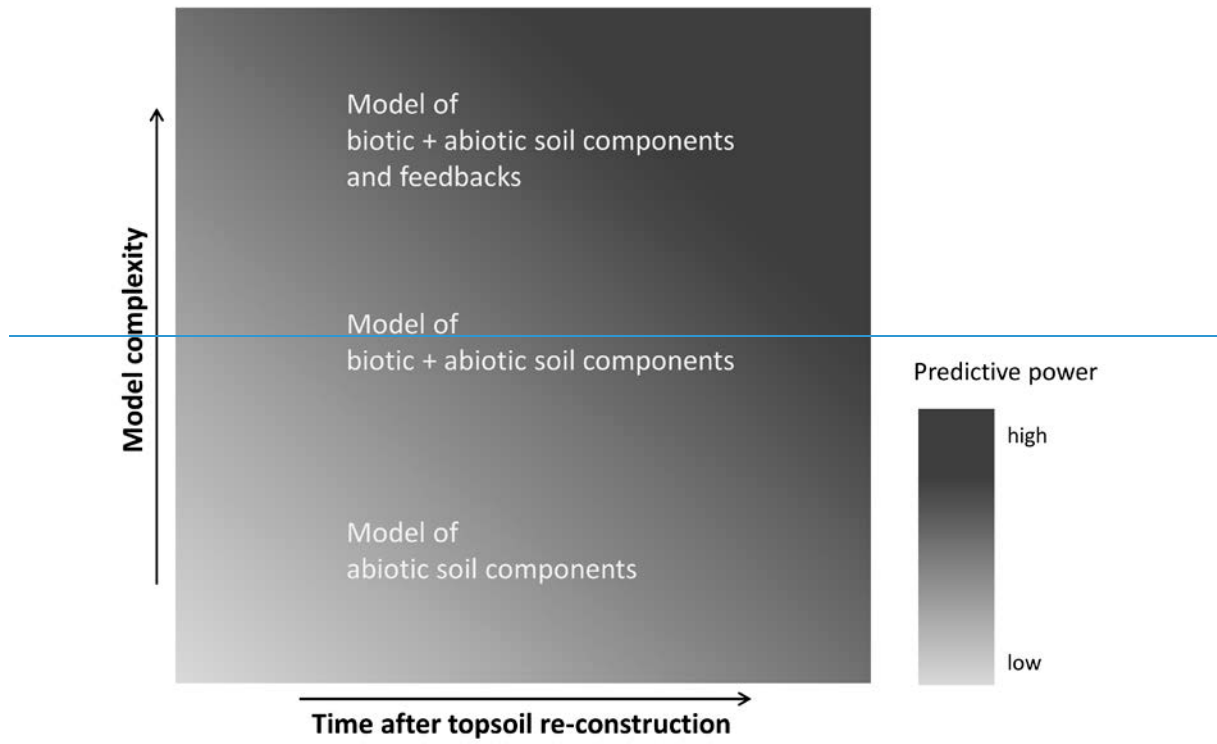 Model of
biotic + abiotic soil components
and feedbacks
Model complexity
Model of
biotic + abiotic soil components
Predictive power
high
Model of
abiotic soil components
low
Time after topsoil re-construction